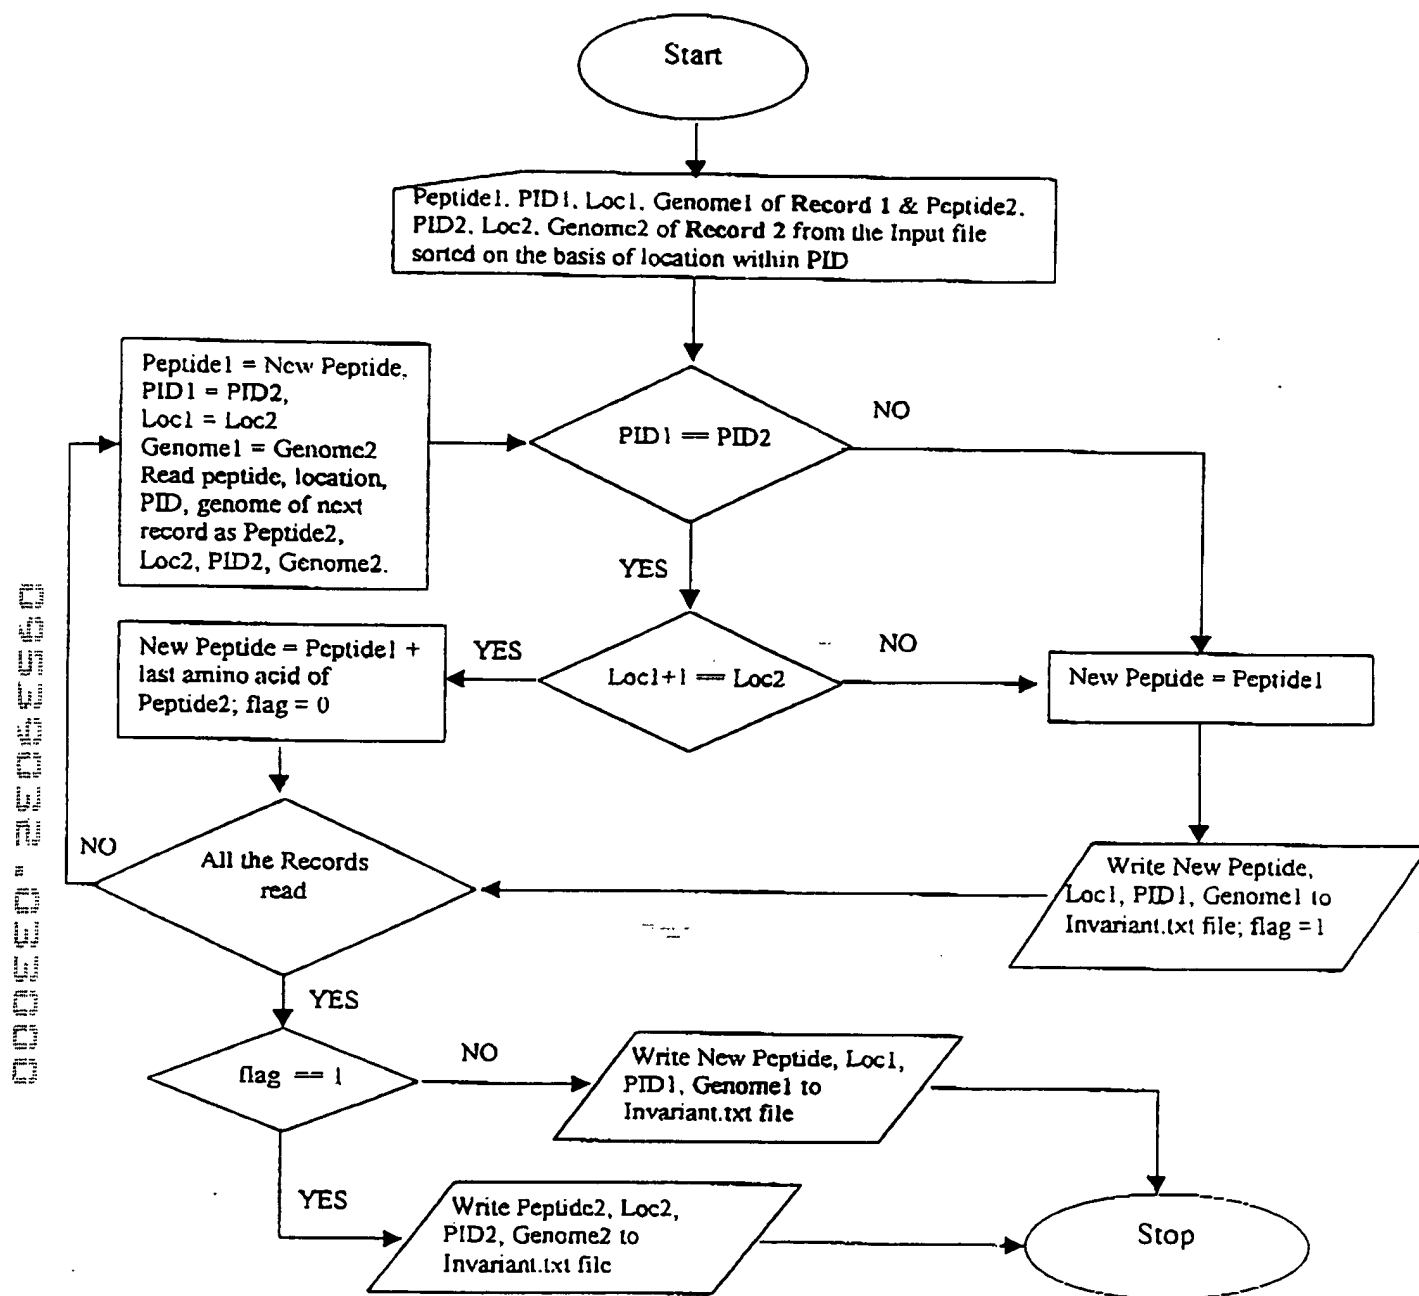 Start
Peptide1, PID1, Loc1, Genome1 of Record 1 & Peptide2,
PID2, Loc2, Genome2 of Record 2 from the Input file
sorted on the basis of location within PID
Peptide1 = New Peptide,
PID1 = PID2,
Loc1 = Loc2
Genome1 = Genome2
Read peptide, location,
PID, genome of next
record as Peptide2,
Loc2, PID2, Genome2.
PID1 == PID2
NO
YES
New Peptide = Peptide1 +
last amino acid of
Peptide2; flag = 0
YES
Loc1+1 == Loc2
NO
New Peptide = Peptide1
NO
All the Records
read
Write New Peptide,
Loc1, PID1, Genome1 to
Invariant.txt file; flag =1
YES
flag == 1
NO
Write New Peptide, Loc1,
PID1, Genome1 to
Invariant.txt file
YES
Write Peptide2, Loc2,
PID2, Genome2 to
Invariant.txt file
Stop
09539032.033000